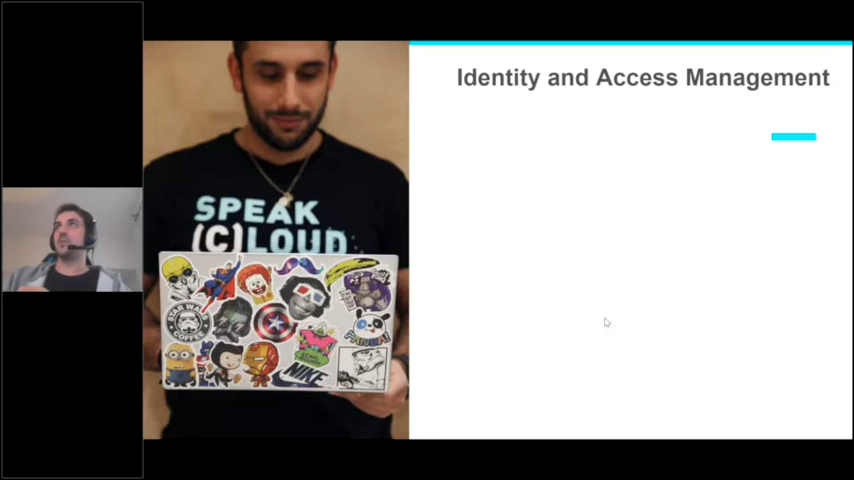 Identity and Access Management
SPEAK
(C)LOUD
STAR WARS
COFFEE
NIKE